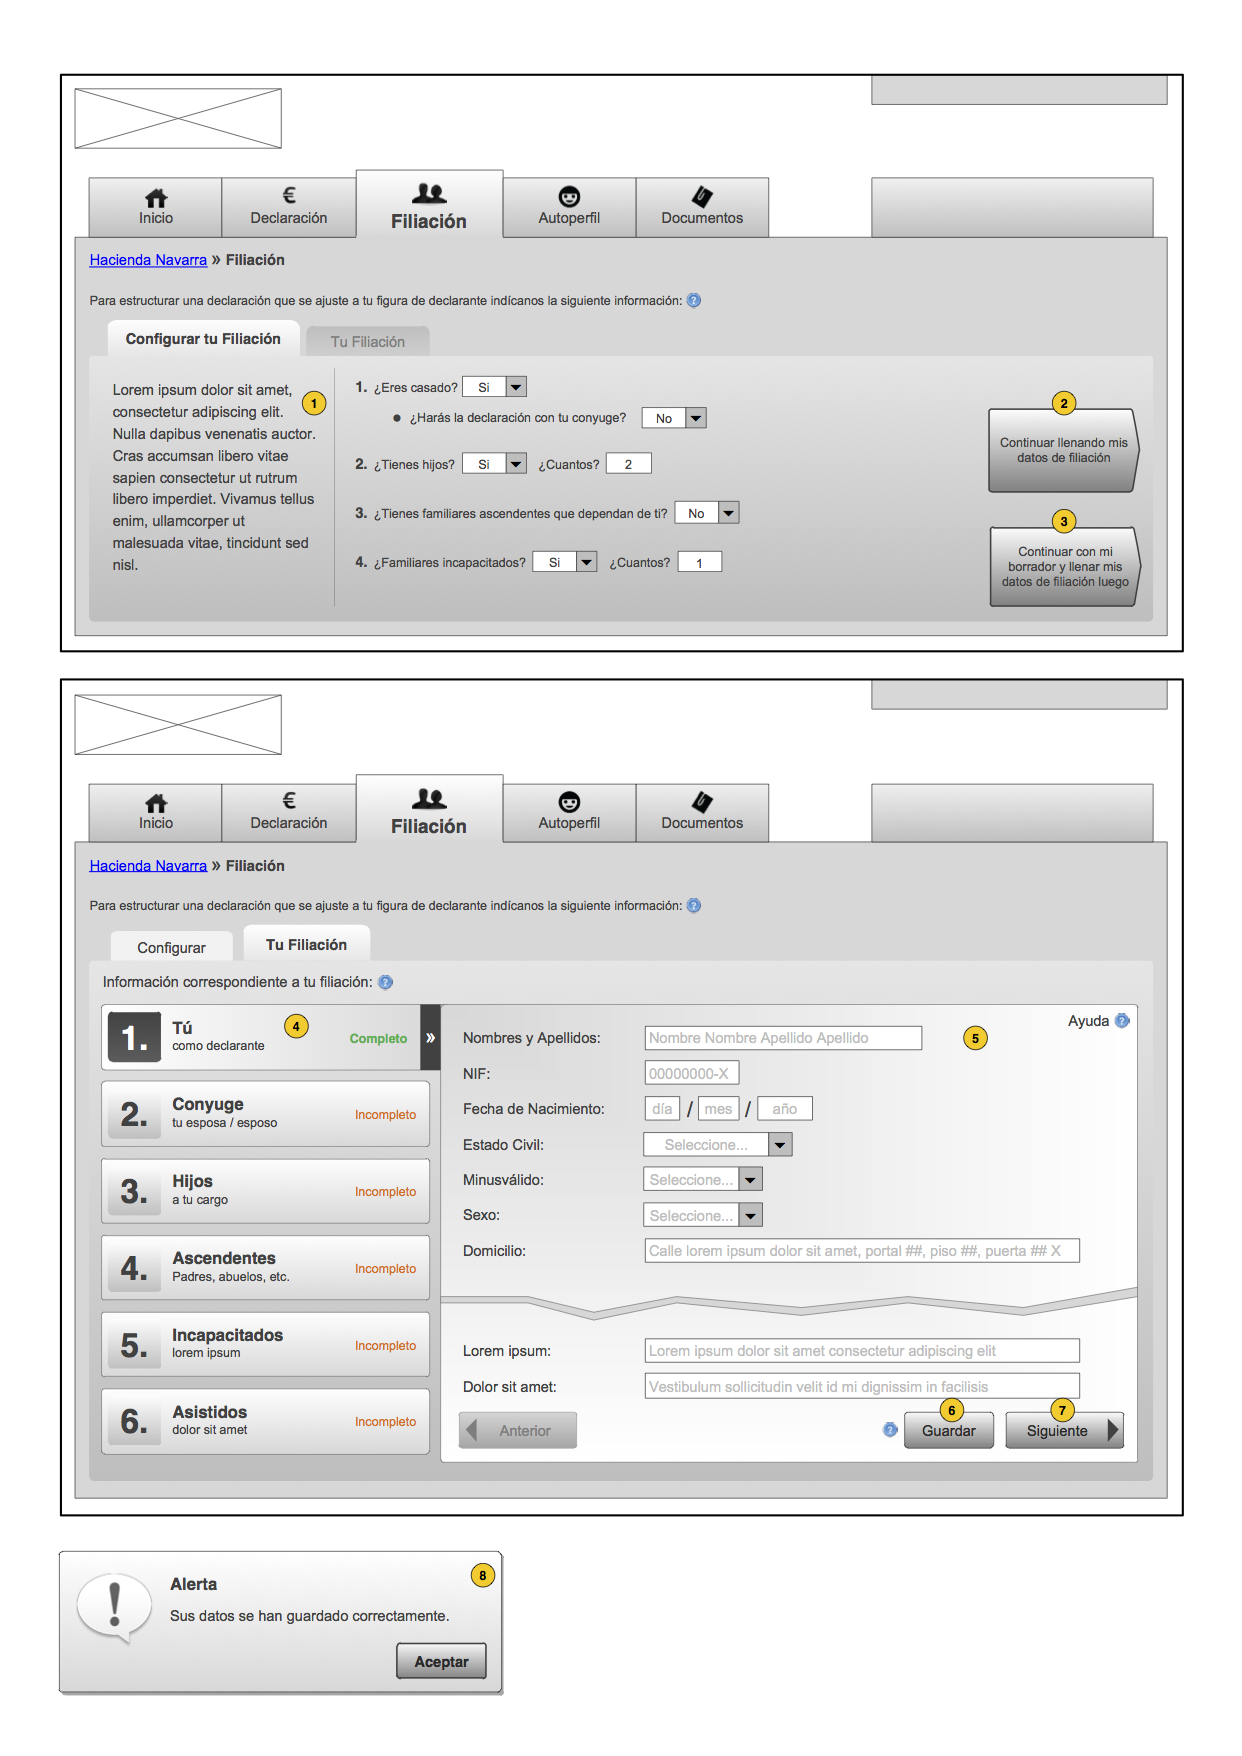 Inicio
Declaración
Filiación
Autoperfil
Documentos
Hacienda Navarra » Filiación
Para estructurar una declaración que se ajuste a tu figura de declarante indícanos la siguiente información: ?
Configurar tu Filiación
Tu Filiación
Lorem ipsum dolor sit amet,
consectetur adipiscing elit.
Nulla dapibus venenatis auctor.
Cras accumsan libero vitae
sapien consectetur ut rutrum
libero imperdiet. Vivamus tellus
enim, ullamcorper ut
malesuada vitae, tincidunt sed
nisl.
1
1. ¿Eres casado? Si
• ¿Harás la declaración con tu conyuge? No
2. ¿Tienes hijos? Si ¿Cuantos? 2
3. ¿Tienes familiares ascendentes que dependan de ti? No
4. ¿Familiares incapacitados? Si ¿Cuantos? 1
2
Continuar llenando mis
datos de filiación
3
Continuar con mi
borrador y llenar mis
datos de filiación luego
Inicio
Declaración
Filiación
Autoperfil
Documentos
Hacienda Navarra » Filiación
Para estructurar una declaración que se ajuste a tu figura de declarante indícanos la siguiente información: ?
Configurar
Tu Filiación
Información correspondiente a tu filiación: ?
1. Tú
como declarante
4
Completo »
2. Conyuge
tu esposa / esposo
Incompleto
3. Hijos
a tu cargo
Incompleto
4. Ascendentes
Padres, abuelos, etc.
Incompleto
5. Incapacitados
lorem ipsum
Incompleto
6. Asistidos
dolor sit amet
Incompleto
Ayuda ?
Nombres y Apellidos: Nombre Nombre Apellido Apellido
5
NIF: 00000000-X
Fecha de Nacimiento: día / mes / año
Estado Civil: Seleccione...
Minusválido: Seleccione...
Sexo: Seleccione...
Domicilio: Calle lorem ipsum dolor sit amet, portal ##, piso ##, puerta ## X
Lorem ipsum: Lorem ipsum dolor sit amet consectetur adipiscing elit
Dolor sit amet: Vestibulum sollicitudin velit id mi dignissim in facilisis
6
7
Anterior
?
Guardar
Siguiente
8
!
Alerta
Sus datos se han guardado correctamente.
Aceptar